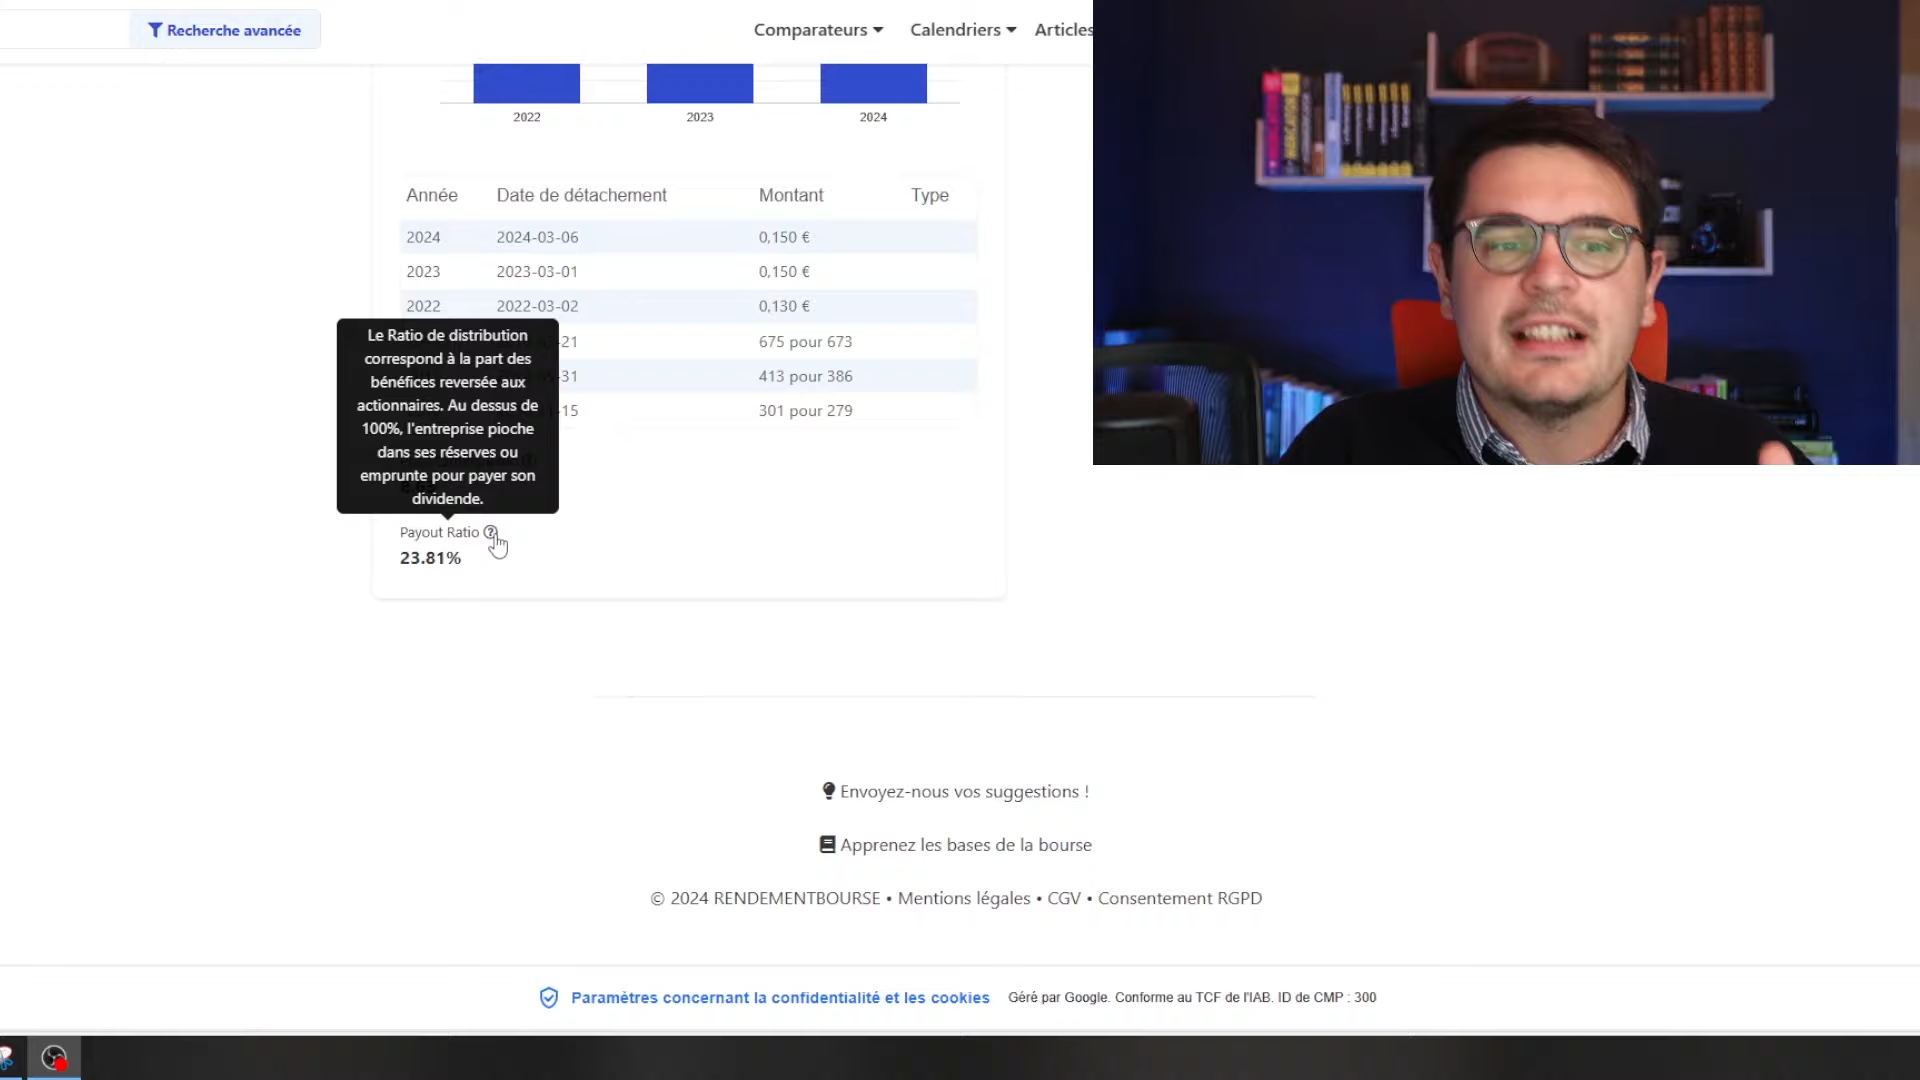 Recherche avancée
Comparateurs
Calendriers
Articles
2022
2023
2024
Année Date de détachement Montant Type
2024 2024-03-06 0,150 €
2023 2023-03-01 0,150 €
2022 2022-03-02 0,130 €
-21 675 pour 673
-31 413 pour 386
-15 301 pour 279
Le Ratio de distribution
correspond à la part des
bénéfices reversée aux
actionnaires. Au dessus de
100%, l'entreprise pioche
dans ses réserves ou
emprunte pour payer son
dividende.
Payout Ratio
23.81%
Envoyez-nous vos suggestions !
Apprenez les bases de la bourse
© 2024 RENDEMENTBOURSE • Mentions légales • CGV • Consentement RGPD
Paramètres concernant la confidentialité et les cookies Géré par Google. Conforme au TCF de l'IAB. ID de CMP : 300